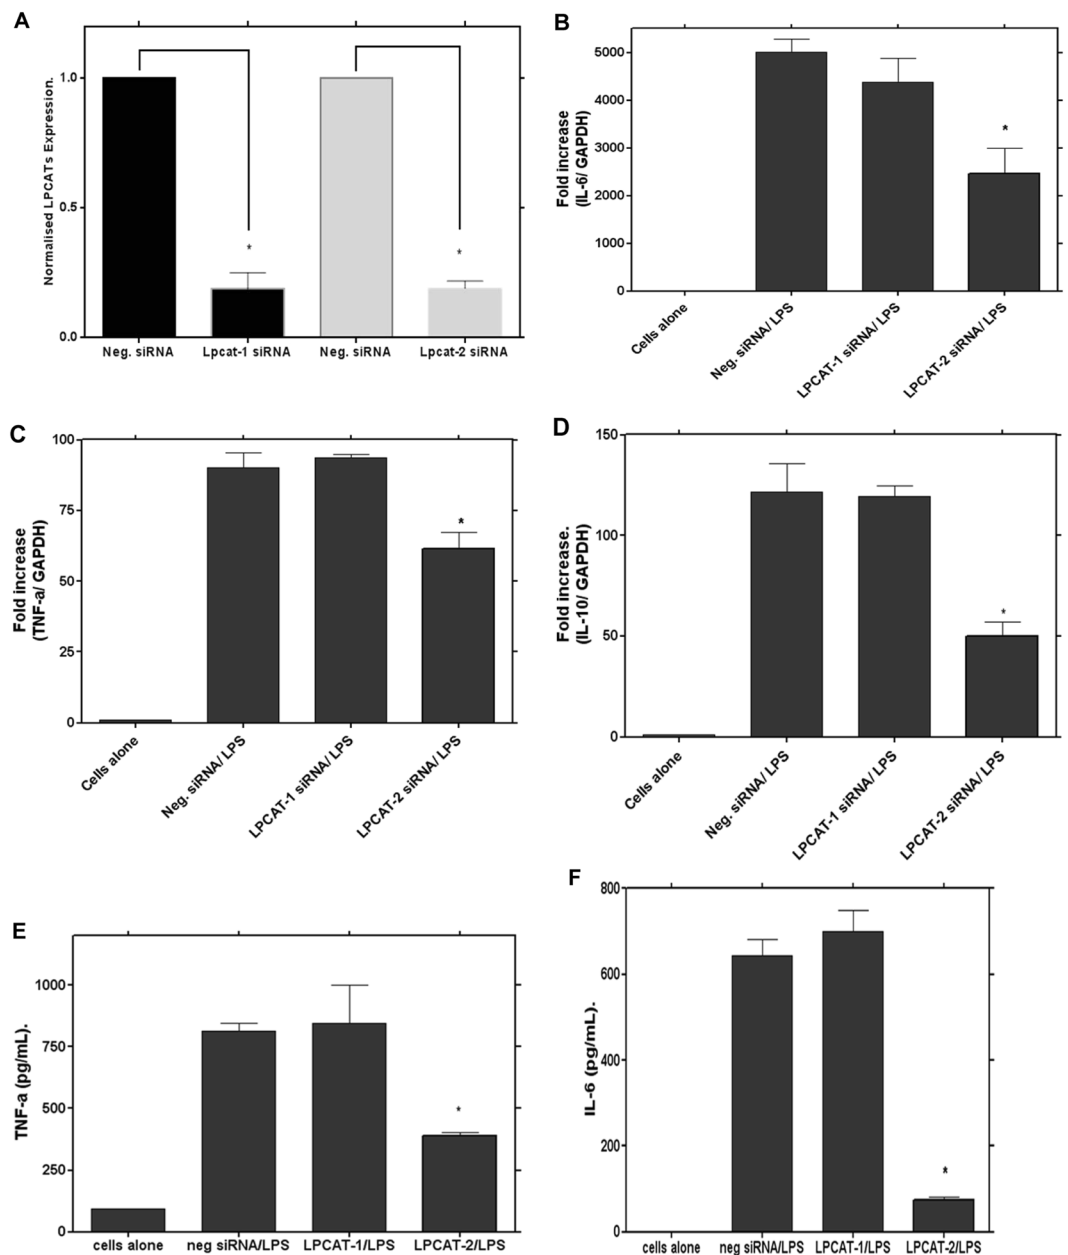 A
Normalised LPCATs Expression.
1.0
0.5
0.0
*
*
Neg. siRNA
Lpcat-1 siRNA
Neg. siRNA
Lpcat-2 siRNA
B
Fold increase
(IL-6/ GAPDH)
5000
4000
3000
2000
1000
0
*
Cells alone
Neg. siRNA/ LPS
LPCAT-1 siRNA/ LPS
LPCAT-2 siRNA/ LPS
C
Fold increase
(TNF-a/ GAPDH)
100
75
50
25
0
*
Cells alone
Neg. siRNA/ LPS
LPCAT-1 siRNA/ LPS
LPCAT-2 siRNA/ LPS
D
Fold increase.
(IL-10/ GAPDH)
150
100
50
0
*
Cells alone
Neg. siRNA/ LPS
LPCAT-1 siRNA/ LPS
LPCAT-2 siRNA/ LPS
E
TNF-a (pg/mL).
1000
750
500
250
0
*
cells alone
neg siRNA/LPS
LPCAT-1/LPS
LPCAT-2/LPS
F
IL-6 (pg/mL).
800
600
400
200
0
*
cells alone
neg siRNA/LPS
LPCAT-1/LPS
LPCAT-2/LPS